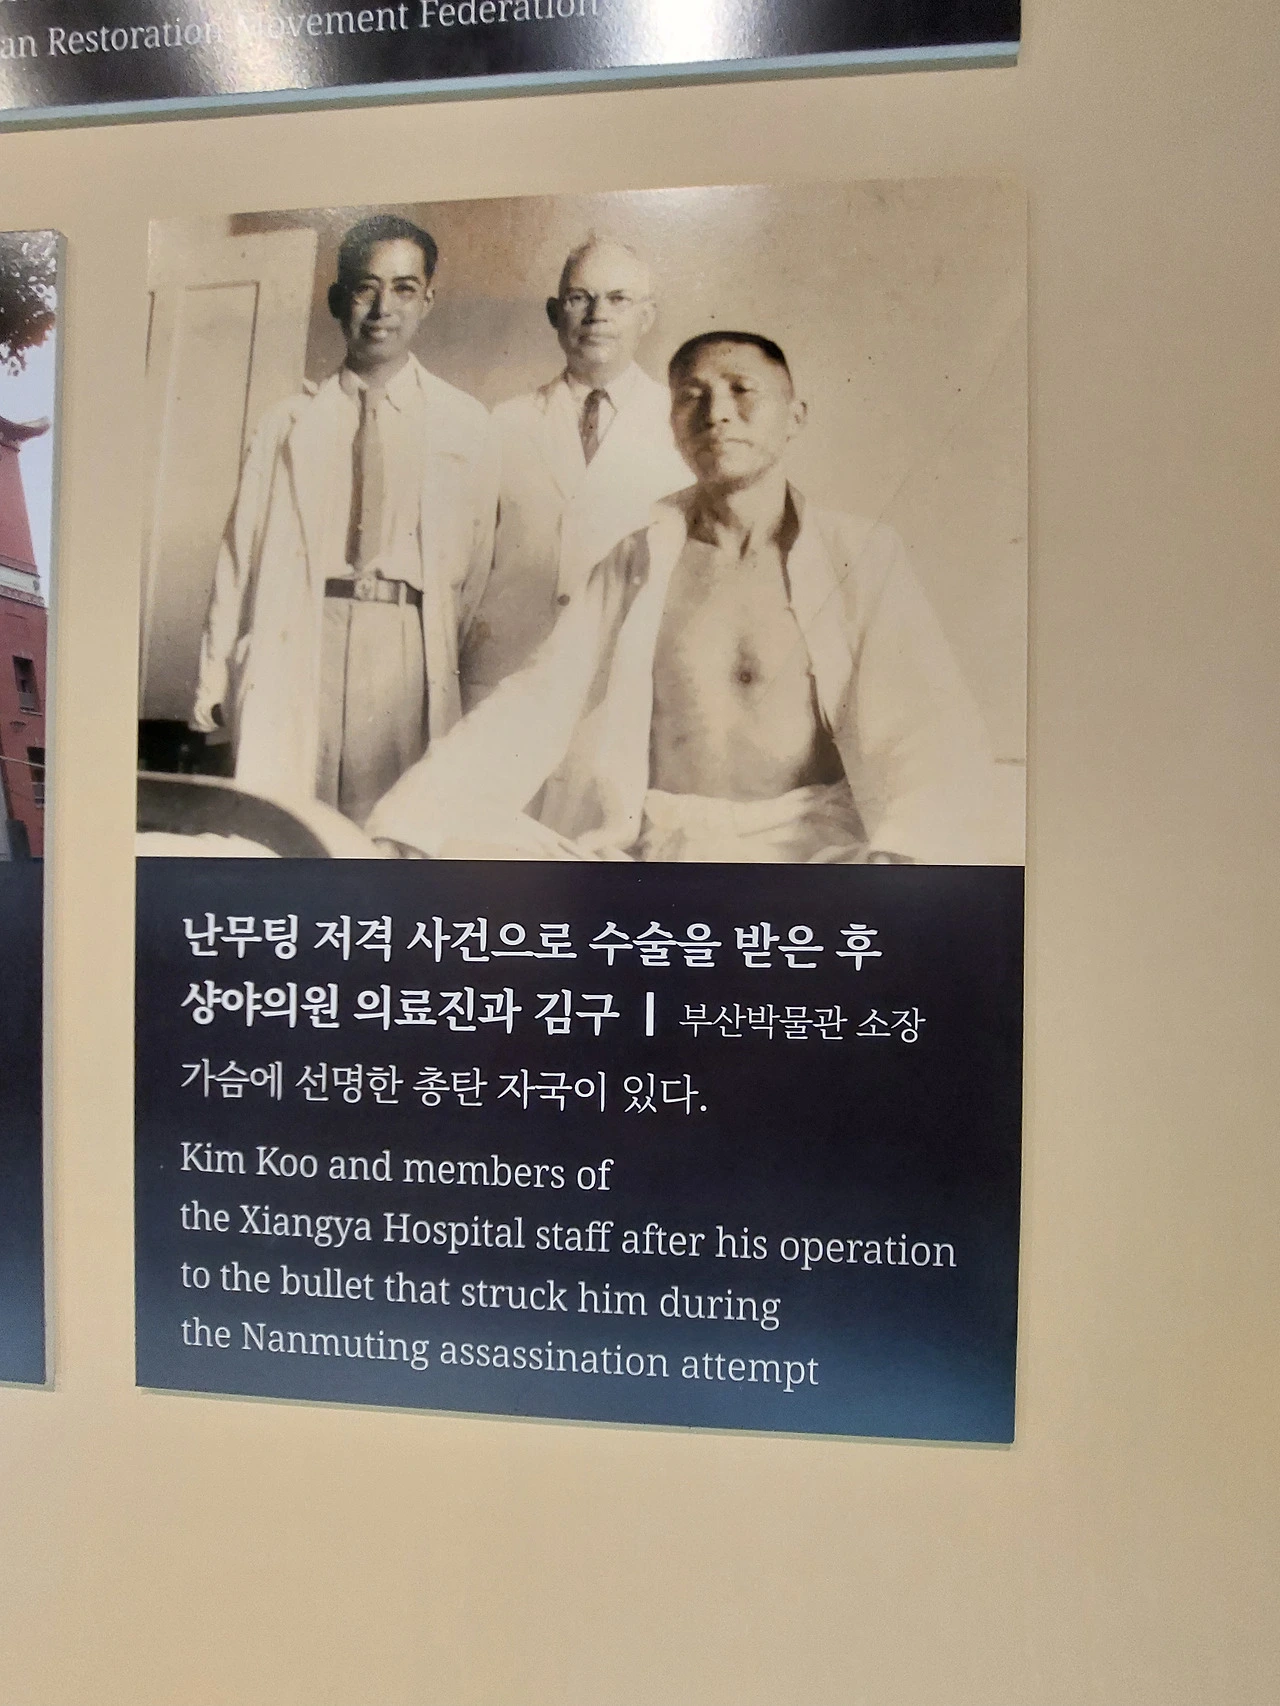 an Restoration Movement Federation
난무팅 저격 사건으로 수술을 받은 후
샹야의원 의료진과 김구 | 부산박물관 소장
가슴에 선명한 총탄 자국이 있다.
Kim Koo and members of
the Xiangya Hospital staff after his operation
to the bullet that struck him during
the Nanmuting assassination attempt